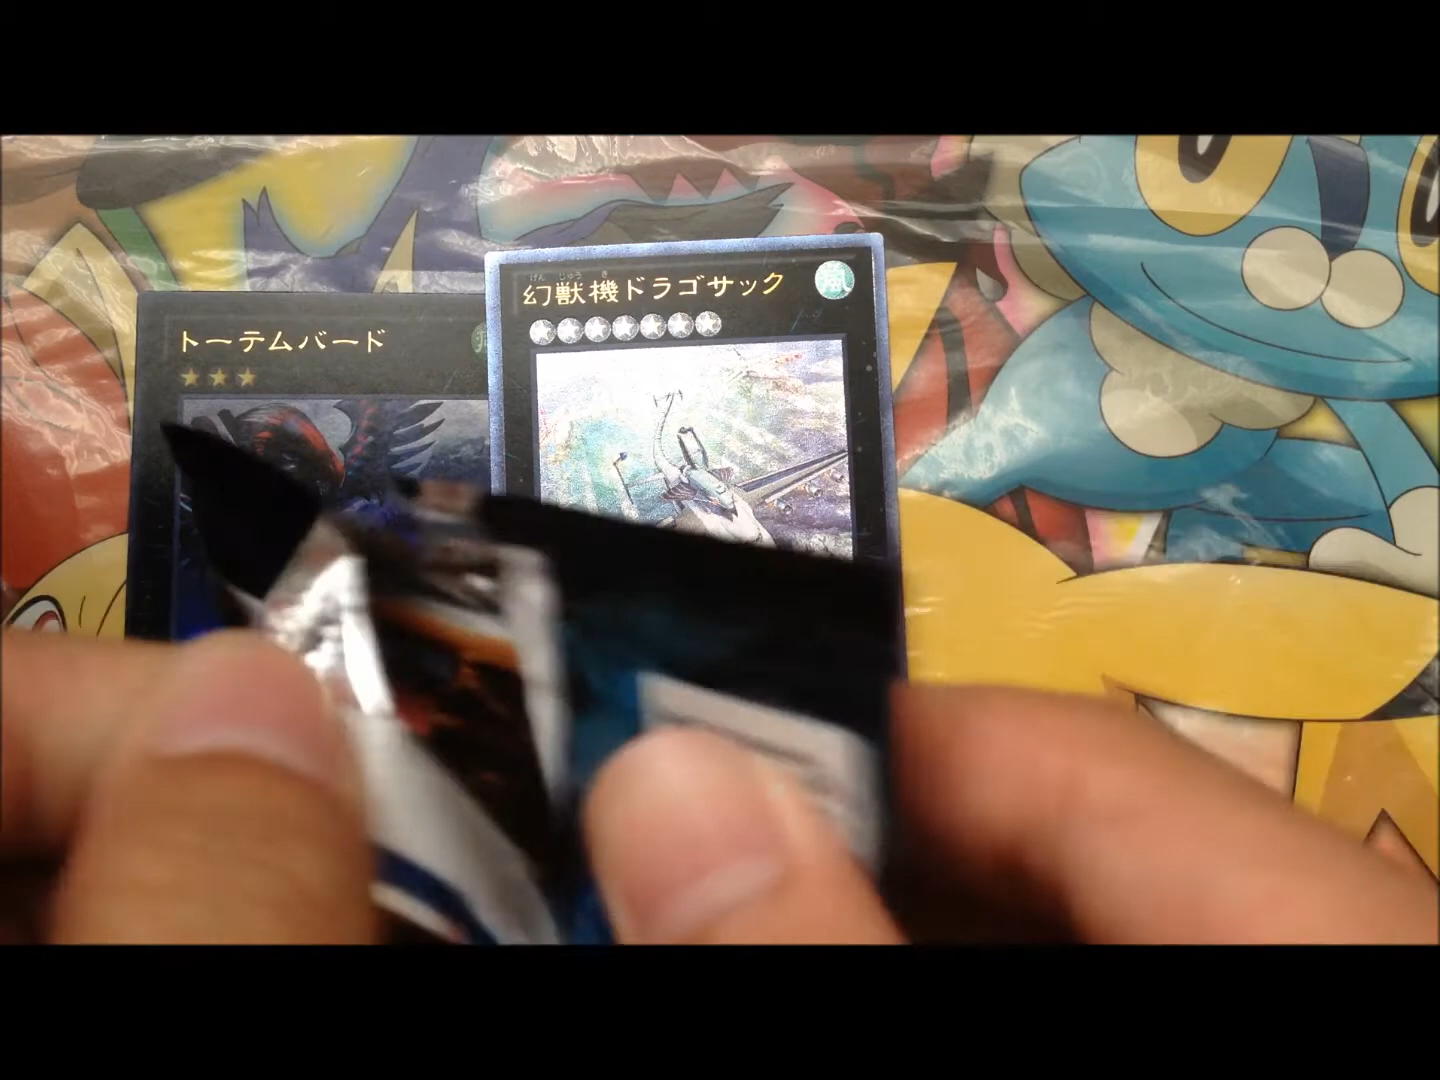 げん じゅう き
幻獣機ドラゴサック
風
トーテムバード